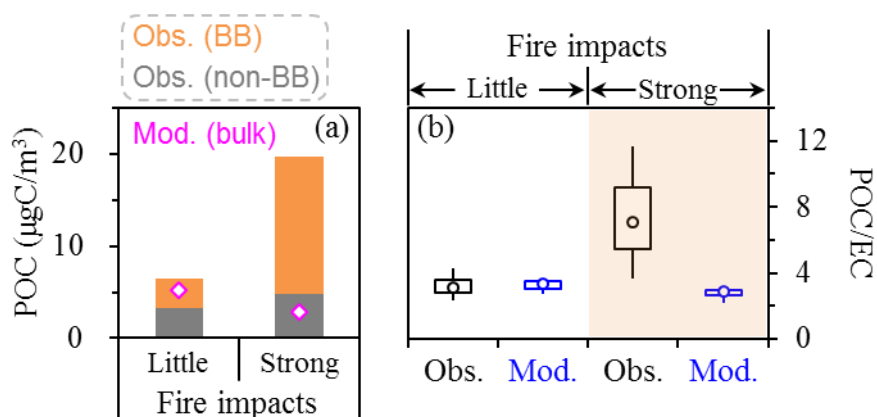 Obs. (BB)
Obs. (non-BB)
Mod. (bulk)
(a)
POC (µgC/m³)
20
10
0
Little
Strong
Fire impacts
Fire impacts
Little
Strong
(b)
12
8
4
0
POC/EC
Obs.
Mod.
Obs.
Mod.